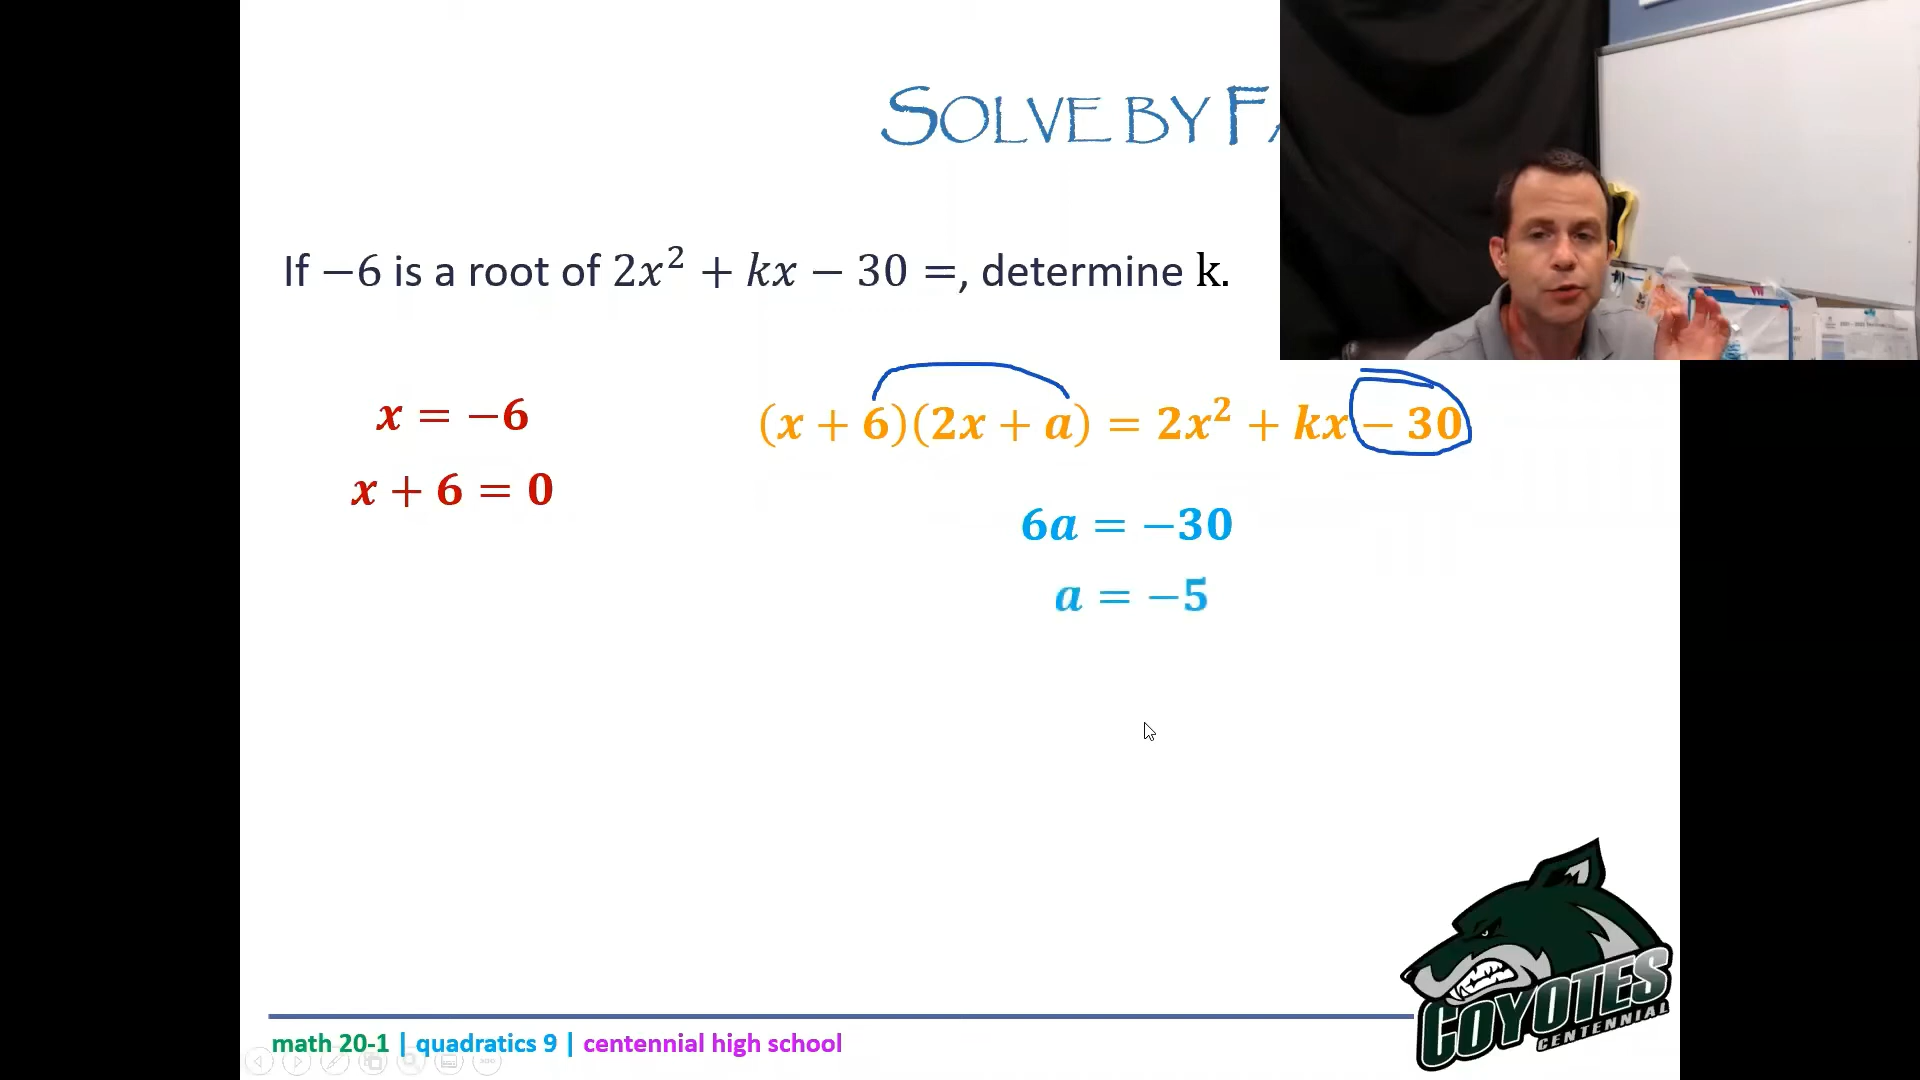 SOLVE BY F
If −6 is a root of 2x² + kx − 30 =, determine k.
x = −6
(x + 6)(2x + a) = 2x² + kx − 30
x + 6 = 0
6a = −30
a = −5
COYOTES
CENTENNIAL
math 20-1 | quadratics 9 | centennial high school